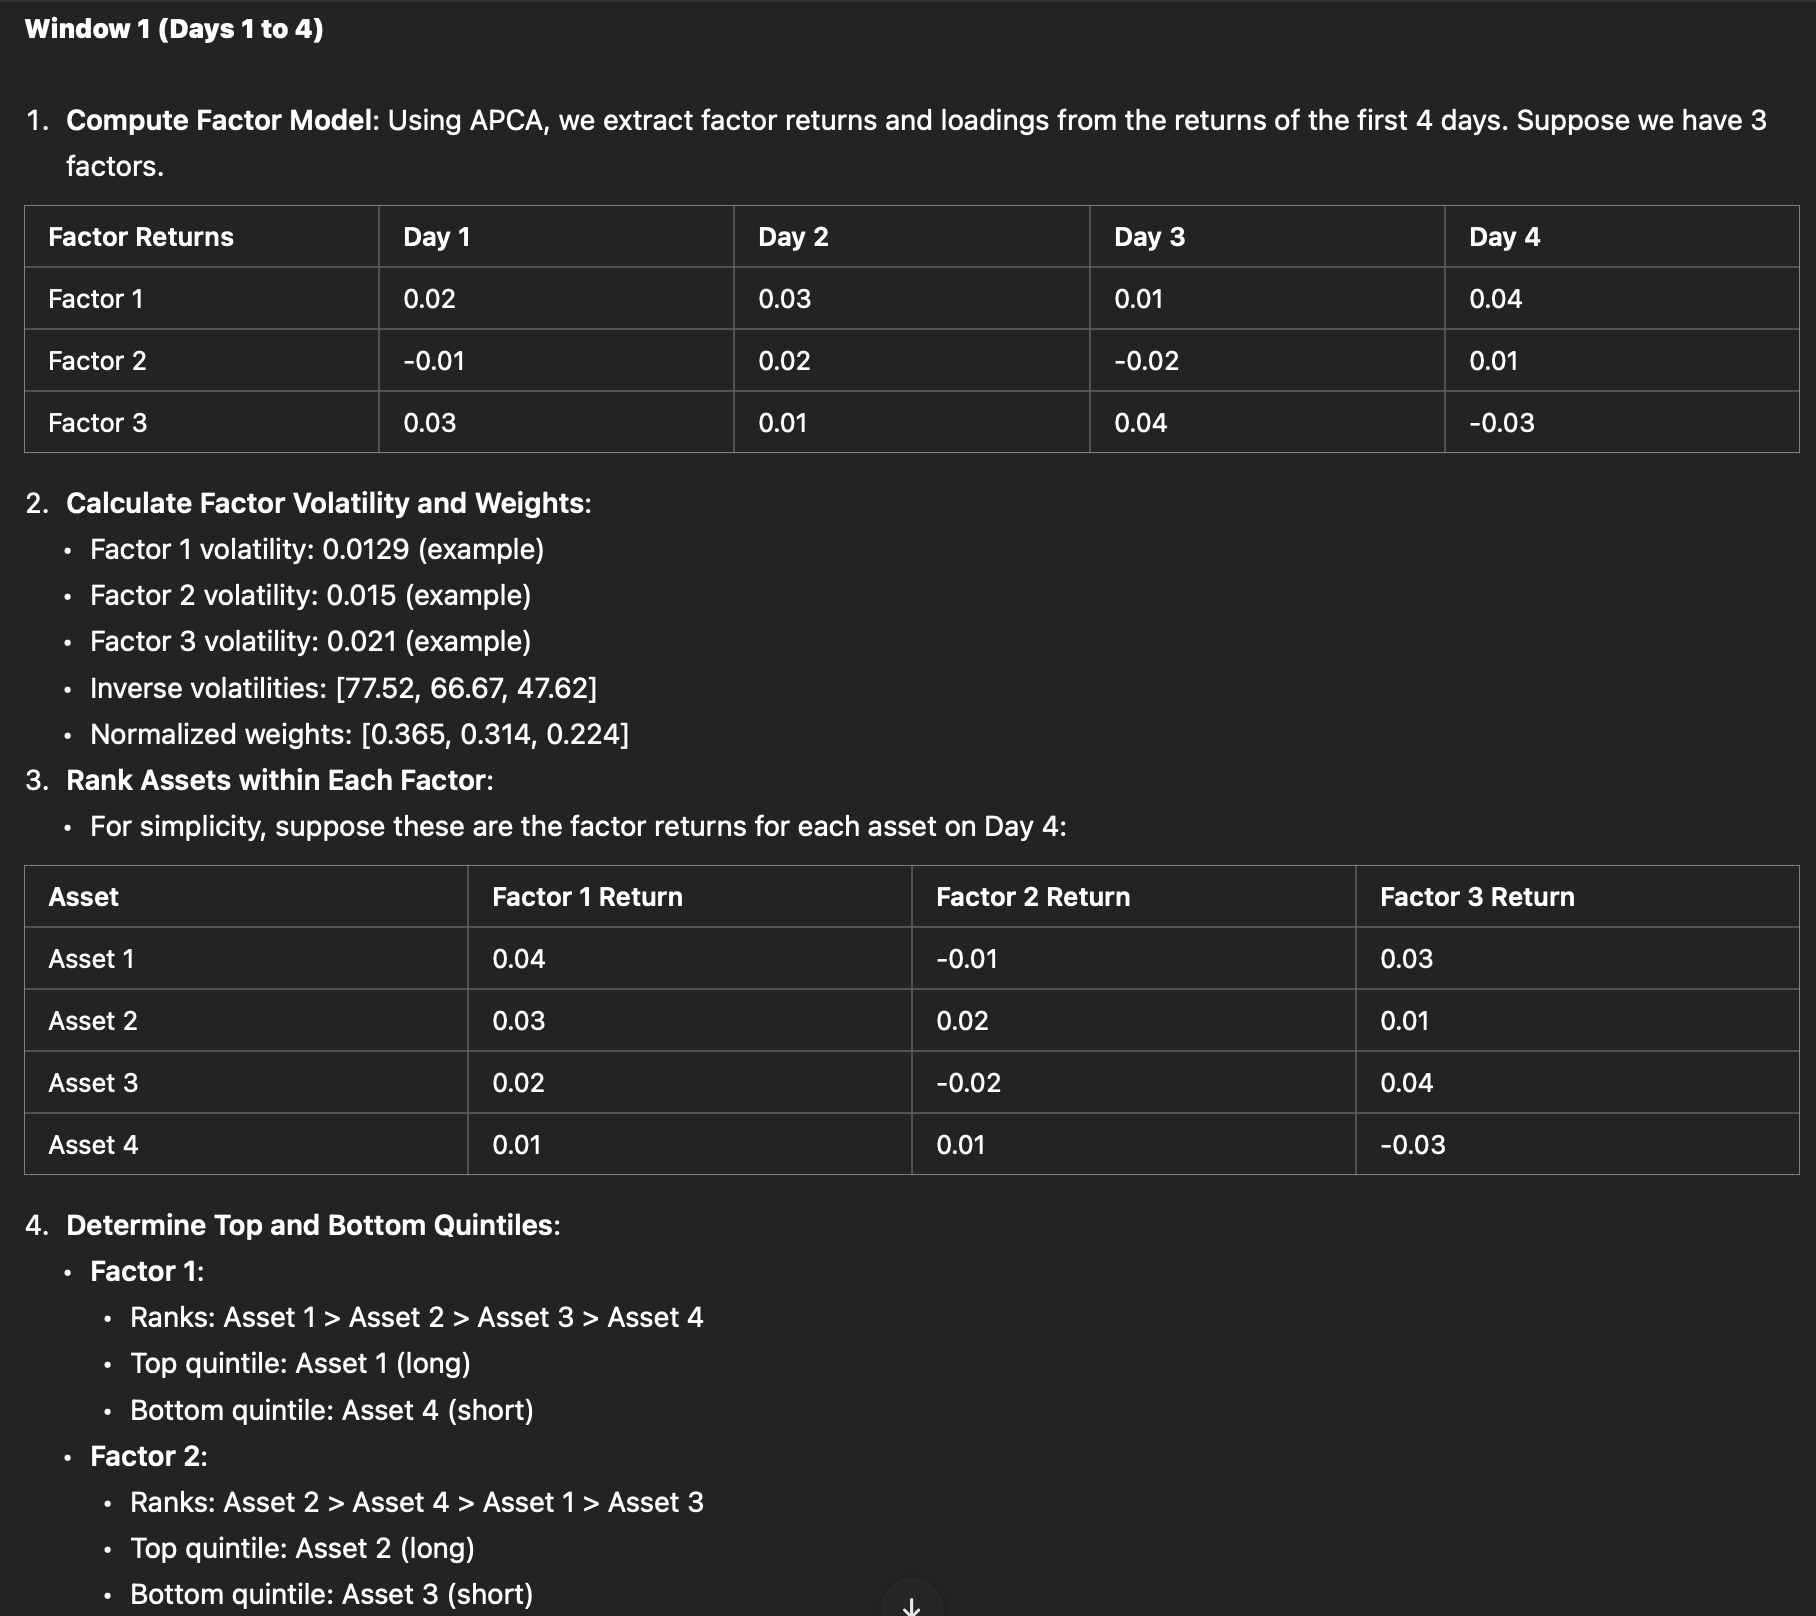 Window 1 (Days 1 to 4)
1. Compute Factor Model: Using APCA, we extract factor returns and loadings from the returns of the first 4 days. Suppose we have 3
factors.
Factor Returns Day 1 Day 2 Day 3 Day 4
Factor 1 0.02 0.03 0.01 0.04
Factor 2 -0.01 0.02 -0.02 0.01
Factor 3 0.03 0.01 0.04 -0.03
2. Calculate Factor Volatility and Weights:
• Factor 1 volatility: 0.0129 (example)
• Factor 2 volatility: 0.015 (example)
• Factor 3 volatility: 0.021 (example)
• Inverse volatilities: [77.52, 66.67, 47.62]
• Normalized weights: [0.365, 0.314, 0.224]
3. Rank Assets within Each Factor:
• For simplicity, suppose these are the factor returns for each asset on Day 4:
Asset Factor 1 Return Factor 2 Return Factor 3 Return
Asset 1 0.04 -0.01 0.03
Asset 2 0.03 0.02 0.01
Asset 3 0.02 -0.02 0.04
Asset 4 0.01 0.01 -0.03
4. Determine Top and Bottom Quintiles:
• Factor 1:
• Ranks: Asset 1 > Asset 2 > Asset 3 > Asset 4
• Top quintile: Asset 1 (long)
• Bottom quintile: Asset 4 (short)
• Factor 2:
• Ranks: Asset 2 > Asset 4 > Asset 1 > Asset 3
• Top quintile: Asset 2 (long)
• Bottom quintile: Asset 3 (short)